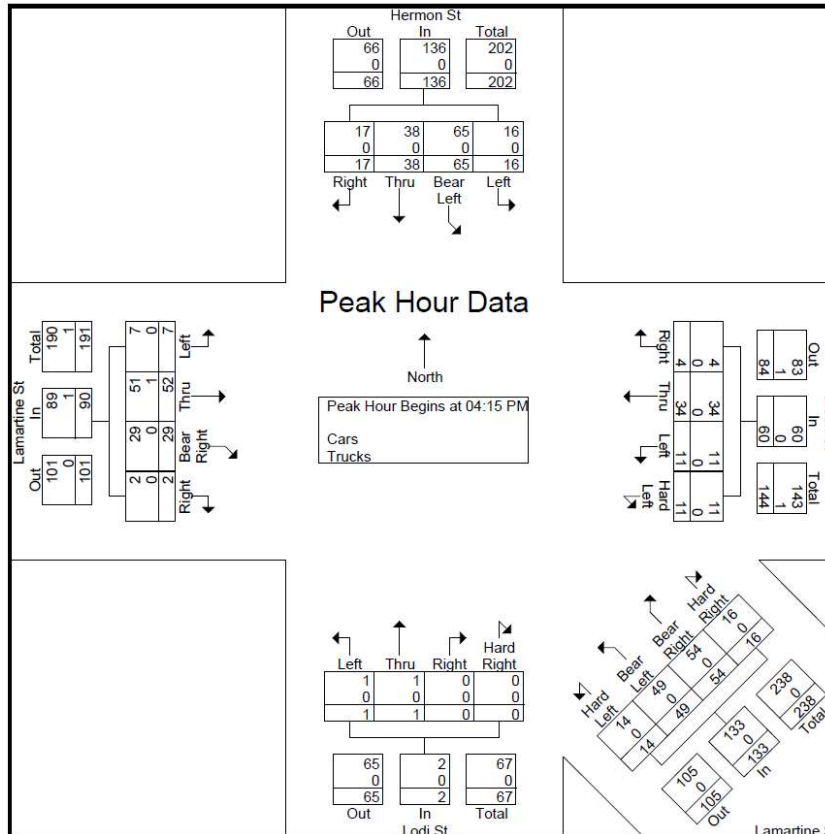 Hermon St
Out In Total
66 136 202
0 0 0
66 136 202
17 38 65 16
0 0 0 0
17 38 65 16
Right Thru Bear Left Left
Peak Hour Data
North
Peak Hour Begins at 04:15 PM
Cars
Trucks
Lamartine St
Out In Total
101 89 190
0 1 1
101 90 191
Right Bear Right Thru Left
2 29 51 7
0 0 1 0
2 29 52 7
Right Thru Left Hard Left
4 34 11 11
0 0 0 0
4 34 11 11
Out In Total
83 60 143
1 0 1
84 60 144
Hard Left Bear Left Bear Right Hard Right
14 49 54 16
0 0 0 0
14 49 54 16
105 133 238
0 0 0
105 133 238
Out In Total
Lamartine
Left Thru Right Hard Right
1 1 0 0
0 0 0 0
1 1 0 0
65 2 67
0 0 0
65 2 67
Out In Total
Lodi St